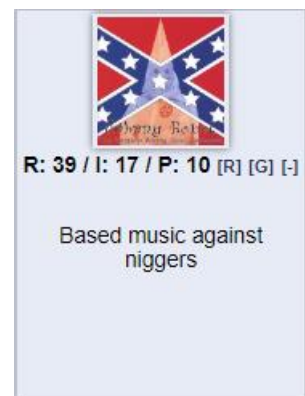 Johnny Rebel
R: 39 / I: 17 / P: 10 [R] [G] [-]
Based music against
niggers